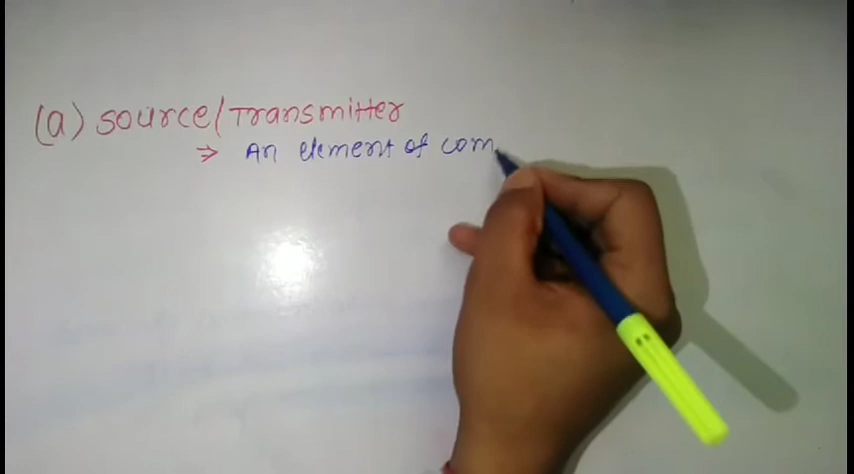 (a) source/Transmitter
⇒ An element of com